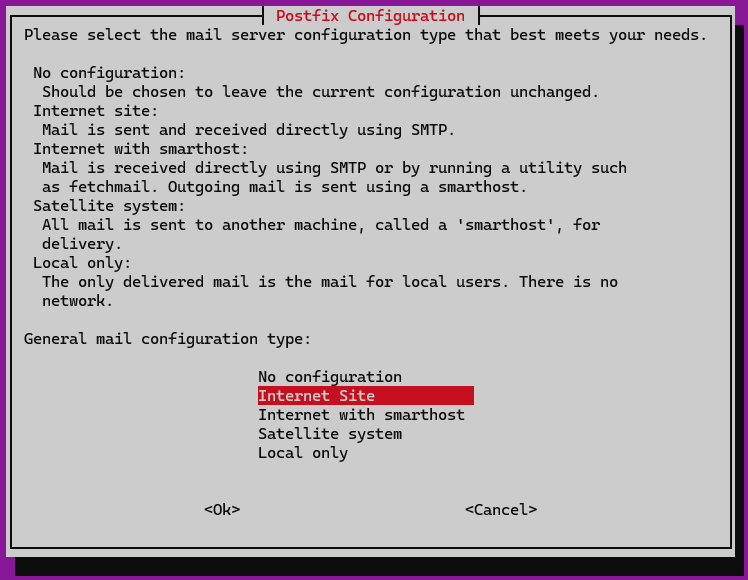 Postfix Configuration
Please select the mail server configuration type that best meets your needs.
No configuration:
Should be chosen to leave the current configuration unchanged.
Internet site:
Mail is sent and received directly using SMTP.
Internet with smarthost:
Mail is received directly using SMTP or by running a utility such
as fetchmail. Outgoing mail is sent using a smarthost.
Satellite system:
All mail is sent to another machine, called a 'smarthost', for
delivery.
Local only:
The only delivered mail is the mail for local users. There is no
network.
General mail configuration type:
No configuration
Internet Site
Internet with smarthost
Satellite system
Local only
<Ok> <Cancel>